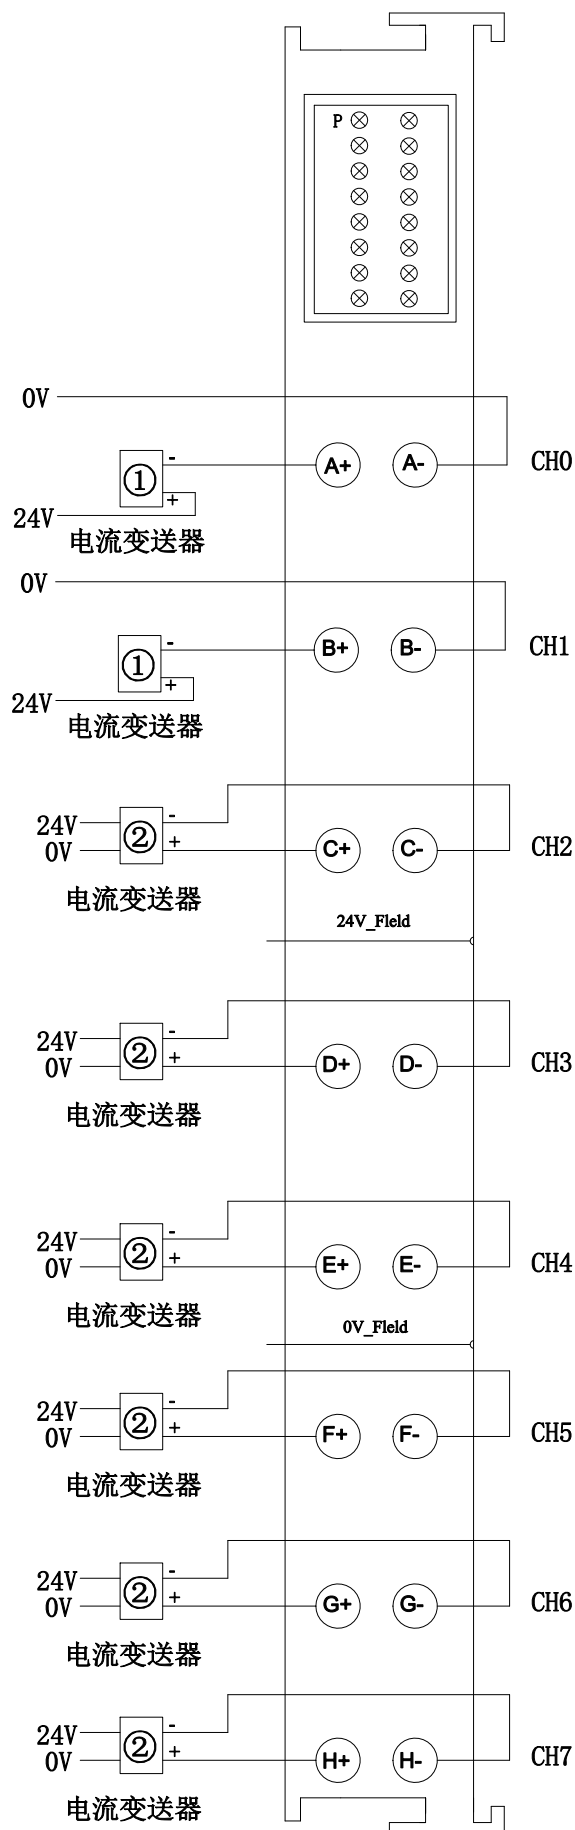 P
0V
① - A+ A- CH0
+
24V
电流变送器
0V
① - B+ B- CH1
+
24V
电流变送器
24V ② -
0V + C+ C- CH2
电流变送器
24V_Fleld
24V ② -
0V + D+ D- CH3
电流变送器
24V ② -
0V + E+ E- CH4
电流变送器
0V_Fleld
24V ② -
0V + F+ F- CH5
电流变送器
24V ② -
0V + G+ G- CH6
电流变送器
24V ② -
0V + H+ H- CH7
电流变送器